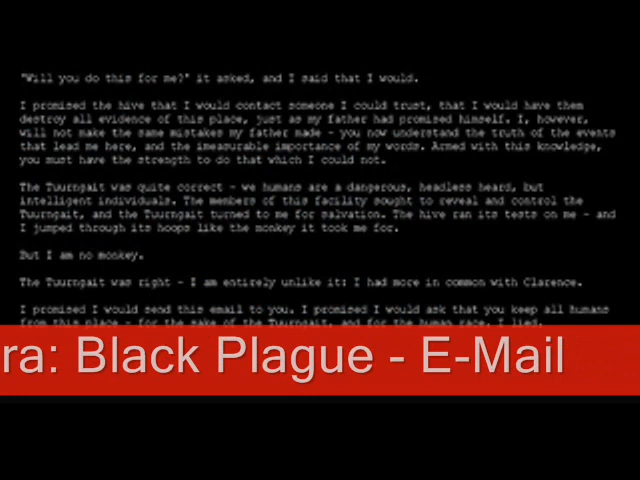 "Will you do this for me?" it asked, and I said that I would.
I promised the hive that I would contact someone I could trust, that I would have them
destroy all evidence of this place, just as my father had promised himself. I, however,
will not make the same mistakes my father made - you now understand the truth of the events
that lead me here, and the imeasurable importance of my words. Armed with this knowledge,
you must have the strength to do that which I could not.
The Tuurngait was quite correct - we humans are a dangerous, headless heard, but
intelligent individuals. The members of this facility sought to reveal and control the
Tuurngait, and the Tuurngait turned to me for salvation. The hive ran its tests on me - and
I jumped through its hoops like the monkey it took me for.
But I am no monkey.
The Tuurngait was right - I am entirely unlike it: I had more in common with Clarence.
I promised I would send this email to you. I promised I would ask that you keep all humans
from this place - for the sake of the Tuurngait, and for the human race. I lied.
ra: Black Plague - E-Mail